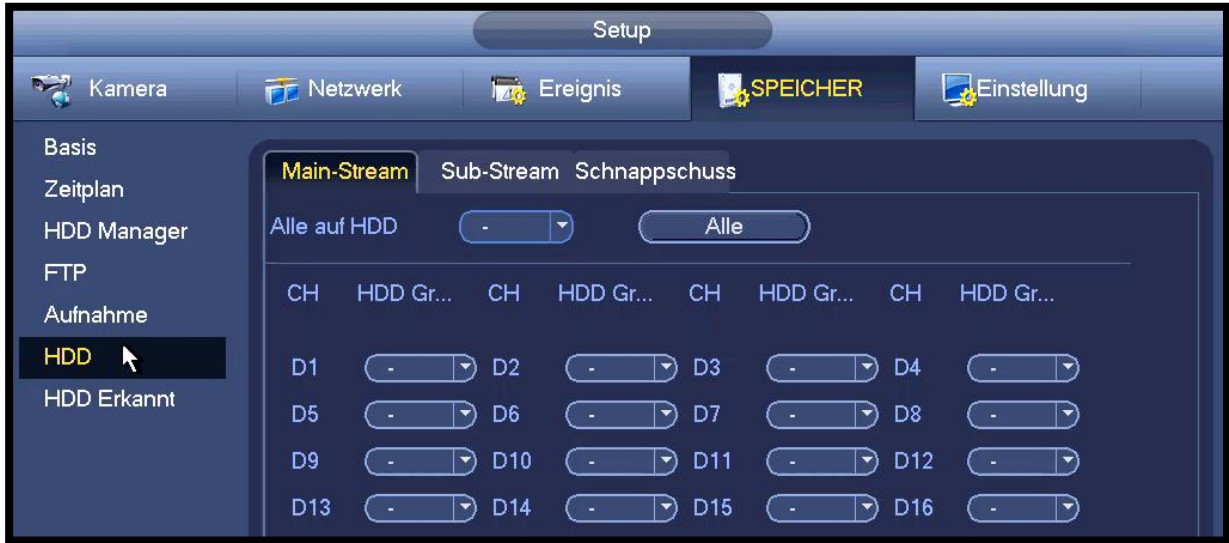 Setup
Kamera Netzwerk Ereignis SPEICHER Einstellung
Basis
Zeitplan
HDD Manager
FTP
Aufnahme
HDD
HDD Erkannt
Main-Stream Sub-Stream Schnappschuss
Alle auf HDD - Alle
CH HDD Gr... CH HDD Gr... CH HDD Gr... CH HDD Gr...
D1 - D2 - D3 - D4 -
D5 - D6 - D7 - D8 -
D9 - D10 - D11 - D12 -
D13 - D14 - D15 - D16 -